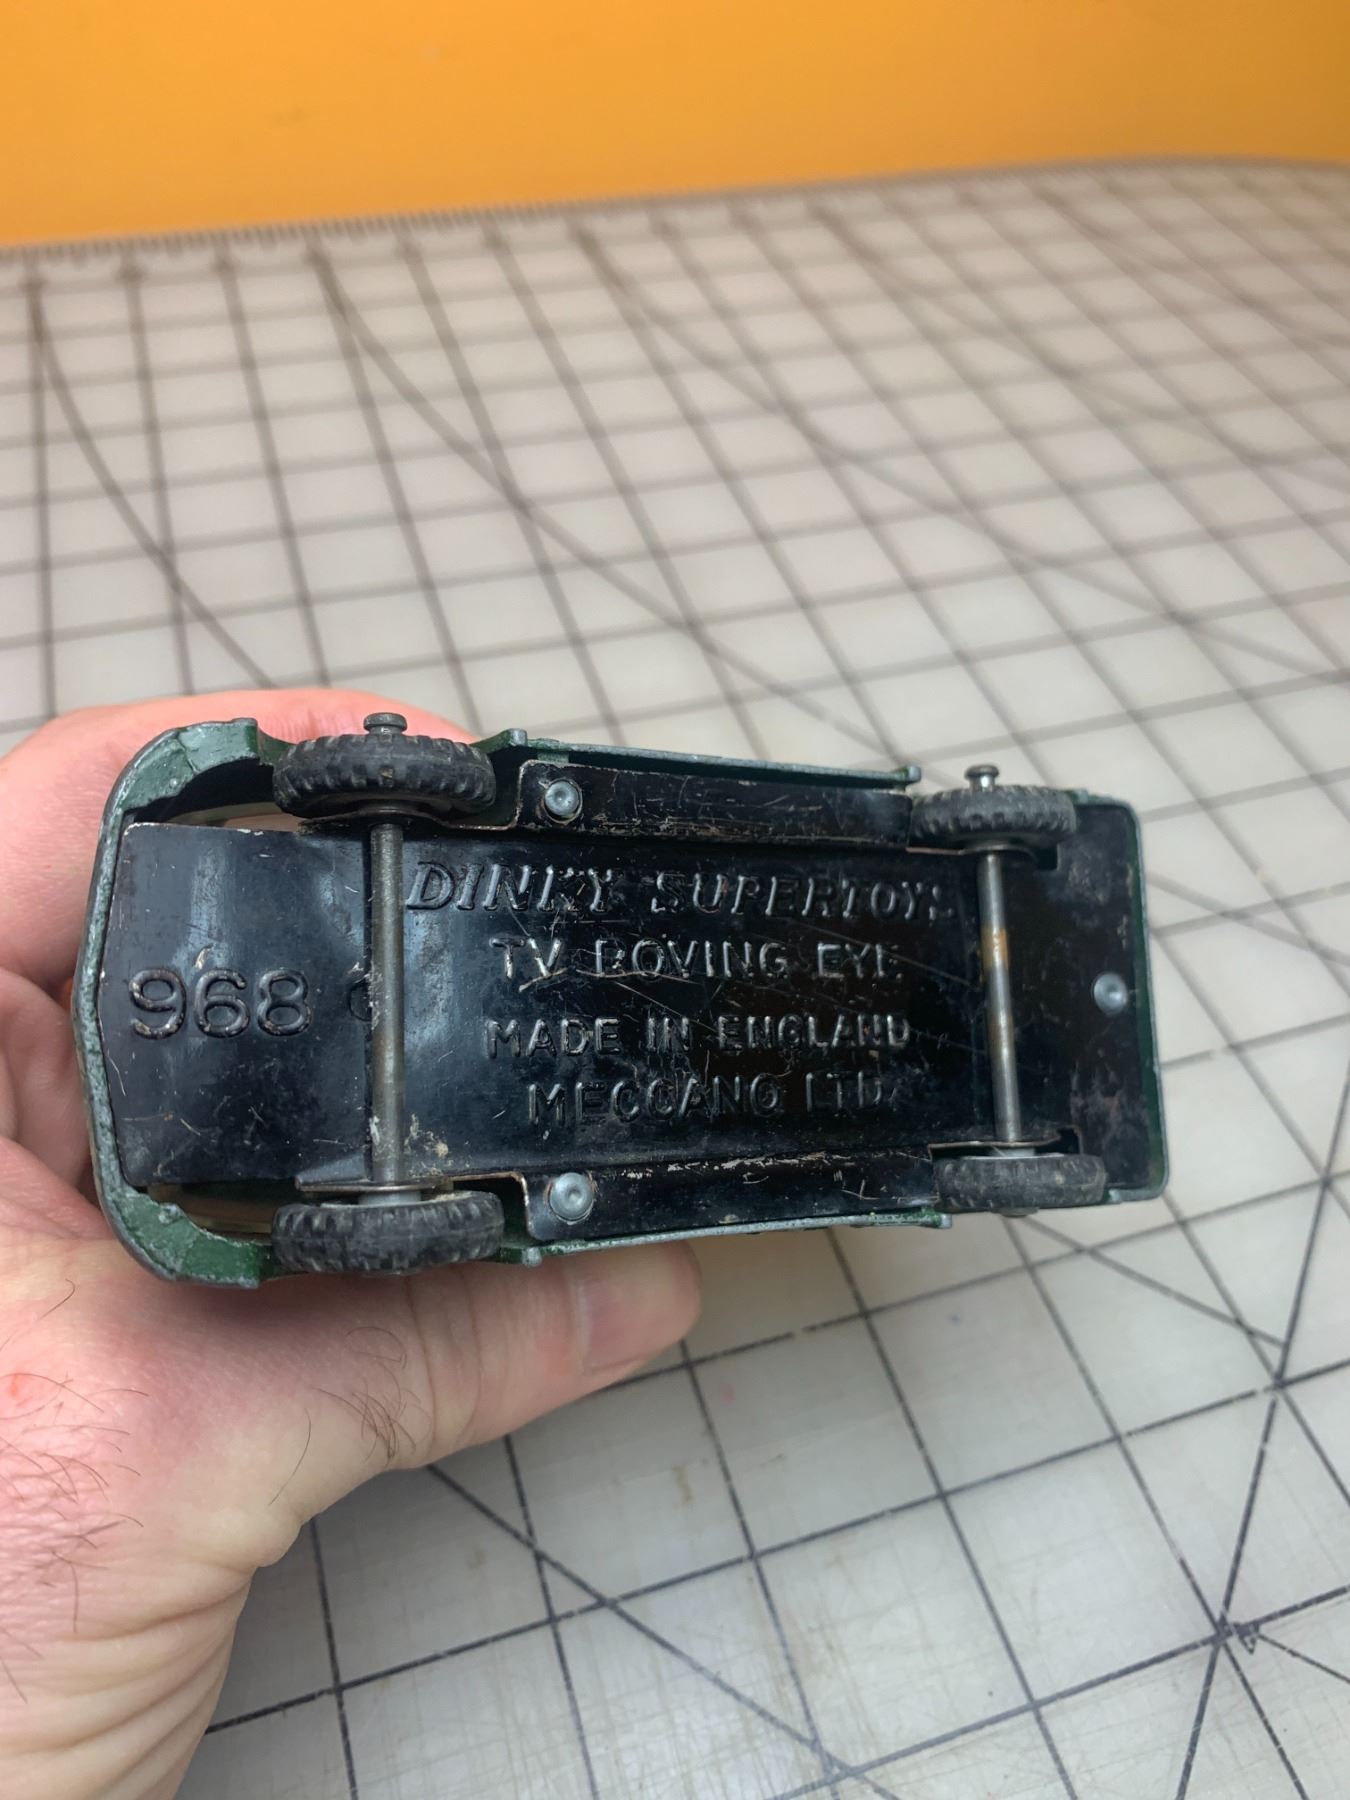 DINKY SUPERTOYS
TV ROVING EYE
968
MADE IN ENGLAND
MECCANO LTD.